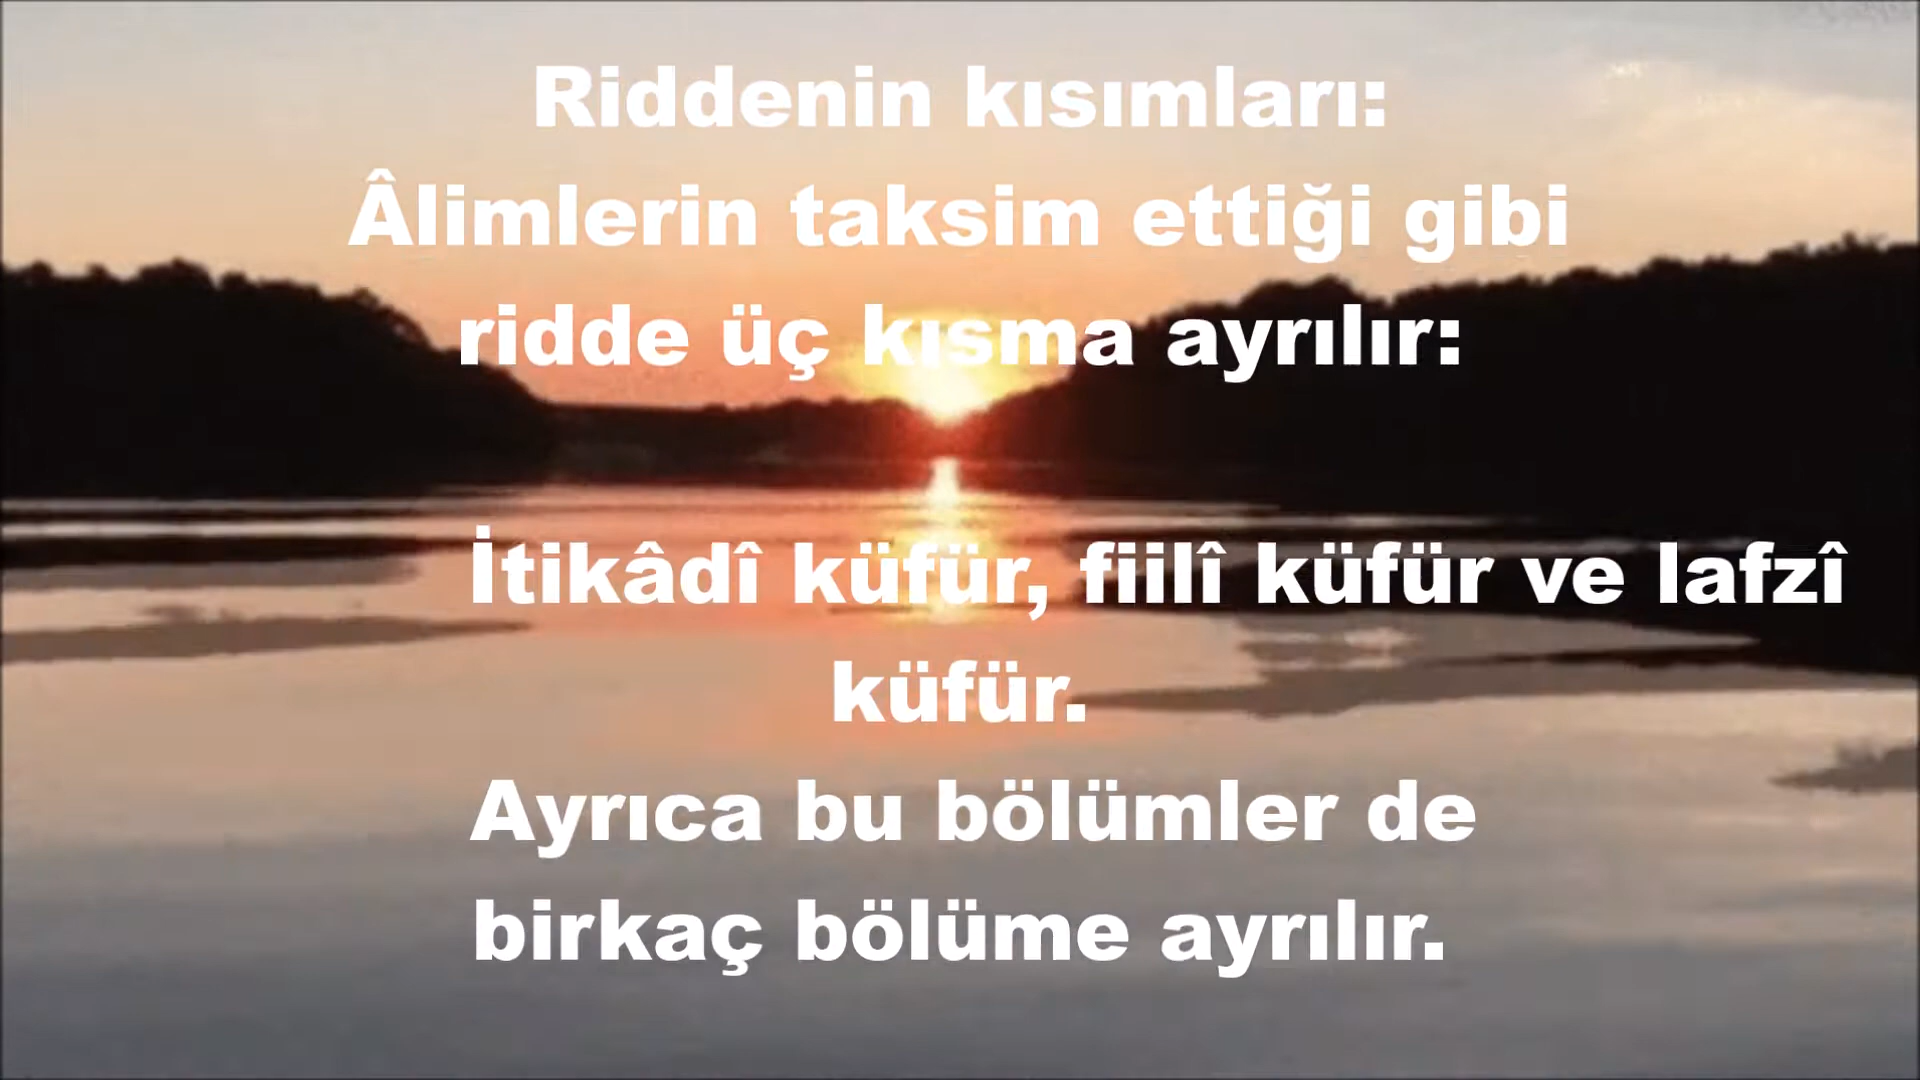 Riddenin kısımları:
Âlimlerin taksim ettiği gibi
ridde üç kısma ayrılır:
İtikâdî küfür, fiilî küfür ve lafzî
küfür.
Ayrıca bu bölümler de
birkaç bölüme ayrılır.